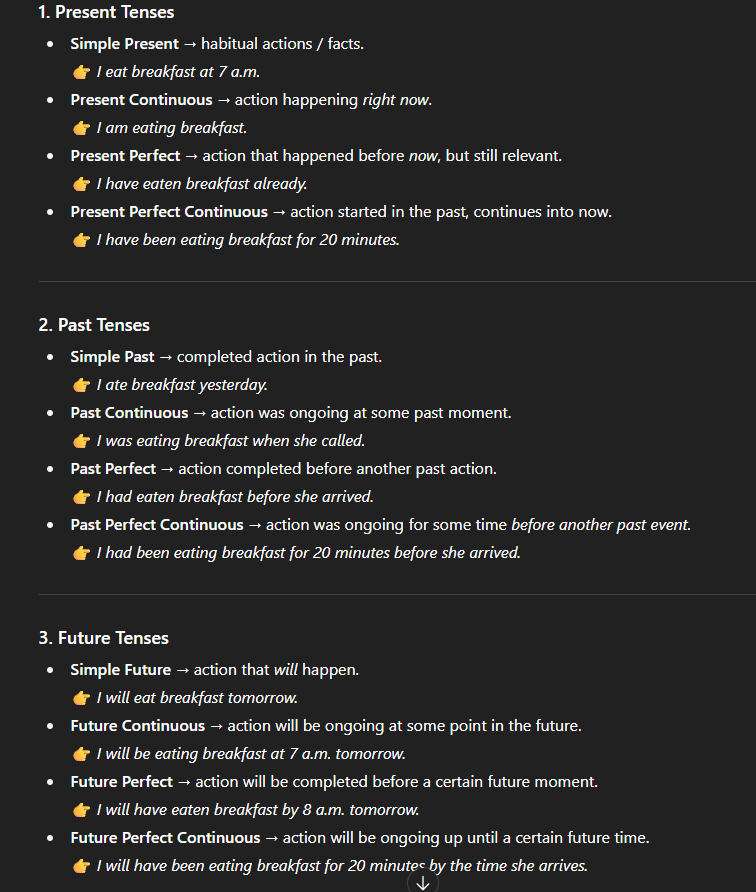 1. Present Tenses
• Simple Present → habitual actions / facts.
👉 I eat breakfast at 7 a.m.
• Present Continuous → action happening right now.
👉 I am eating breakfast.
• Present Perfect → action that happened before now, but still relevant.
👉 I have eaten breakfast already.
• Present Perfect Continuous → action started in the past, continues into now.
👉 I have been eating breakfast for 20 minutes.
2. Past Tenses
• Simple Past → completed action in the past.
👉 I ate breakfast yesterday.
• Past Continuous → action was ongoing at some past moment.
👉 I was eating breakfast when she called.
• Past Perfect → action completed before another past action.
👉 I had eaten breakfast before she arrived.
• Past Perfect Continuous → action was ongoing for some time before another past event.
👉 I had been eating breakfast for 20 minutes before she arrived.
3. Future Tenses
• Simple Future → action that will happen.
👉 I will eat breakfast tomorrow.
• Future Continuous → action will be ongoing at some point in the future.
👉 I will be eating breakfast at 7 a.m. tomorrow.
• Future Perfect → action will be completed before a certain future moment.
👉 I will have eaten breakfast by 8 a.m. tomorrow.
• Future Perfect Continuous → action will be ongoing up until a certain future time.
👉 I will have been eating breakfast for 20 minutes by the time she arrives.